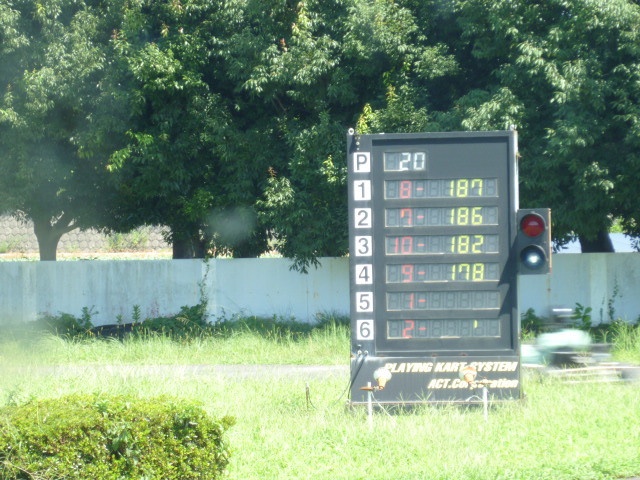 P 20
1 8- 187
2 7- 186
3 10- 182
4 9- 178
5 1-
6 2- 1
PLAYING KART SYSTEM
ACT.Corporation